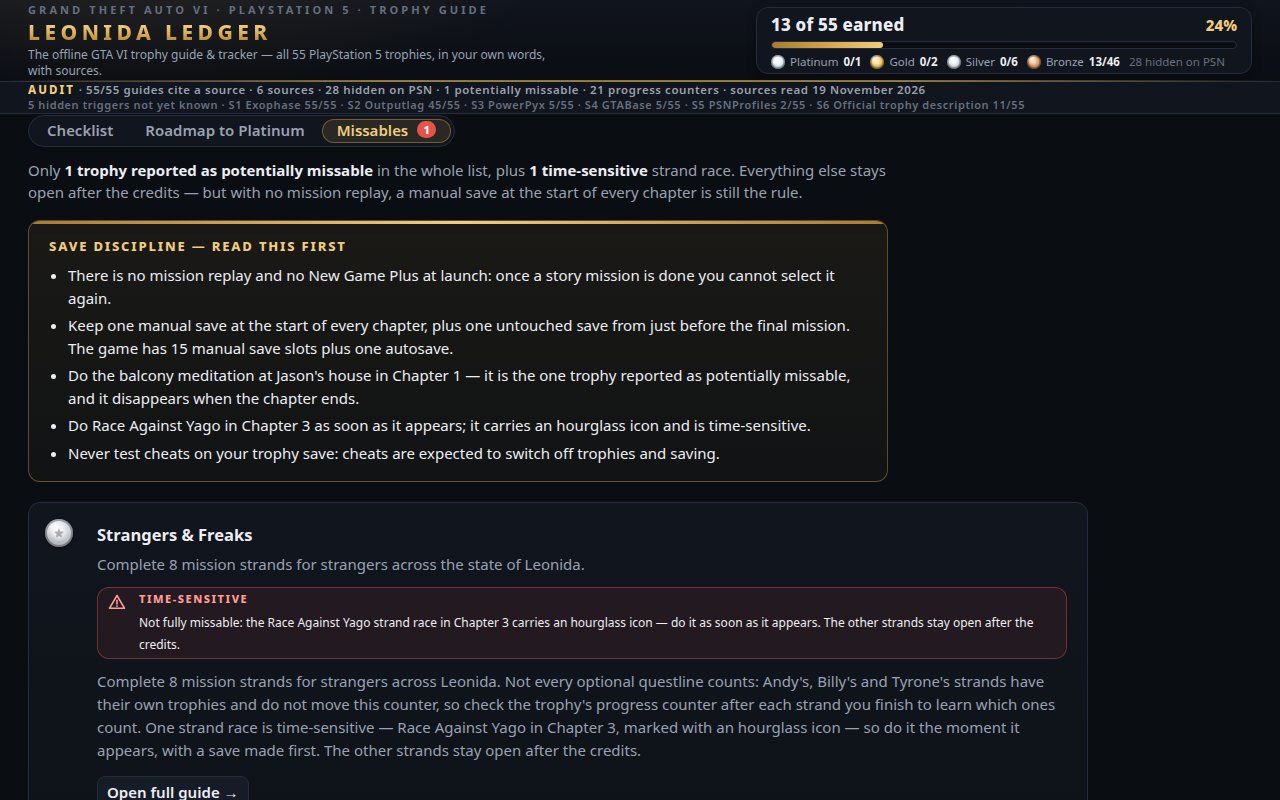 GRAND THEFT AUTO VI · PLAYSTATION 5 · TROPHY GUIDE
LEONIDA LEDGER
The offline GTA VI trophy guide & tracker — all 55 PlayStation 5 trophies, in your own words,
with sources.
13 of 55 earned
24%
Platinum 0/1 Gold 0/2 Silver 0/6 Bronze 13/46 28 hidden on PSN
AUDIT · 55/55 guides cite a source · 6 sources · 28 hidden on PSN · 1 potentially missable · 21 progress counters · sources read 19 November 2026
5 hidden triggers not yet known · S1 Exophase 55/55 · S2 Outputlag 45/55 · S3 PowerPyx 5/55 · S4 GTABase 5/55 · S5 PSNProfiles 2/55 · S6 Official trophy description 11/55
Checklist
Roadmap to Platinum
Missables 1
Only 1 trophy reported as potentially missable in the whole list, plus 1 time-sensitive strand race. Everything else stays
open after the credits — but with no mission replay, a manual save at the start of every chapter is still the rule.
SAVE DISCIPLINE — READ THIS FIRST
• There is no mission replay and no New Game Plus at launch: once a story mission is done you cannot select it
again.
• Keep one manual save at the start of every chapter, plus one untouched save from just before the final mission.
The game has 15 manual save slots plus one autosave.
• Do the balcony meditation at Jason's house in Chapter 1 — it is the one trophy reported as potentially missable,
and it disappears when the chapter ends.
• Do Race Against Yago in Chapter 3 as soon as it appears; it carries an hourglass icon and is time-sensitive.
• Never test cheats on your trophy save: cheats are expected to switch off trophies and saving.
Strangers & Freaks
Complete 8 mission strands for strangers across the state of Leonida.
TIME-SENSITIVE
Not fully missable: the Race Against Yago strand race in Chapter 3 carries an hourglass icon — do it as soon as it appears. The other strands stay open after the
credits.
Complete 8 mission strands for strangers across Leonida. Not every optional questline counts: Andy's, Billy's and Tyrone's strands have
their own trophies and do not move this counter, so check the trophy's progress counter after each strand you finish to learn which ones
count. One strand race is time-sensitive — Race Against Yago in Chapter 3, marked with an hourglass icon — so do it the moment it
appears, with a save made first. The other strands stay open after the credits.
Open full guide →